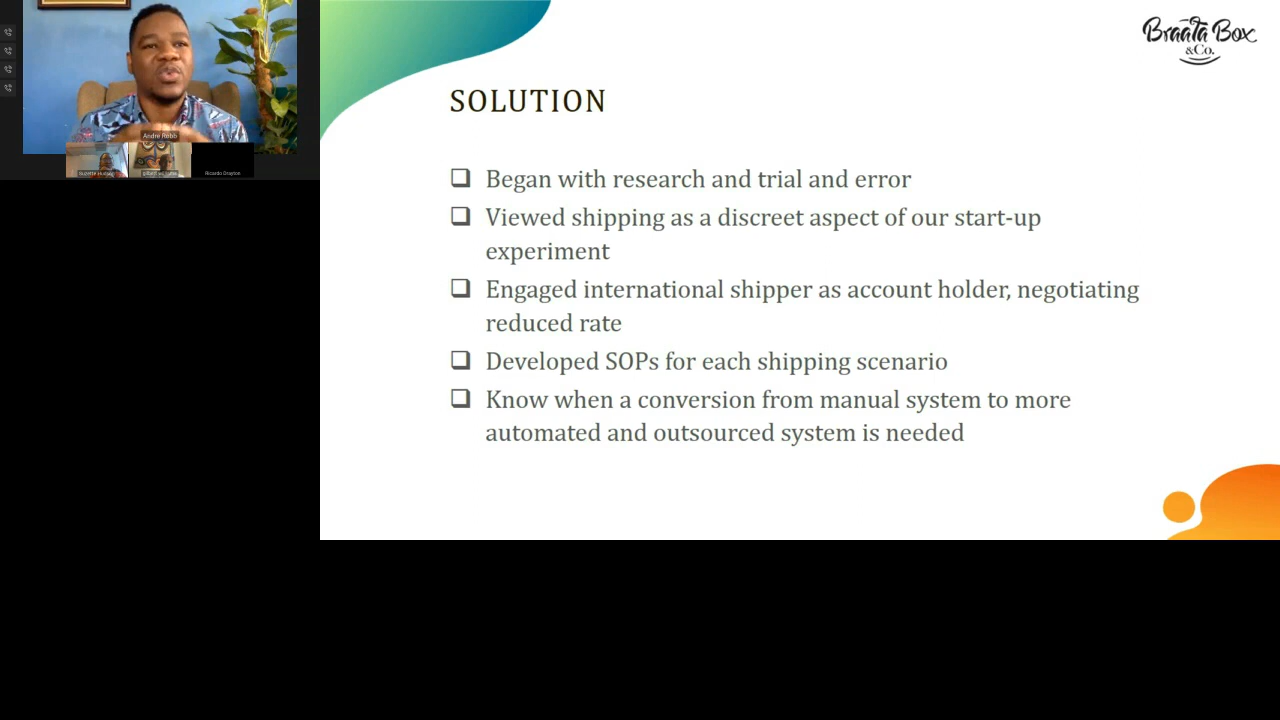 Braata Box
&Co.
SOLUTION
Began with research and trial and error
Viewed shipping as a discreet aspect of our start-up
experiment
Engaged international shipper as account holder, negotiating
reduced rate
Developed SOPs for each shipping scenario
Know when a conversion from manual system to more
automated and outsourced system is needed
André Robb
Ricardo Drayton